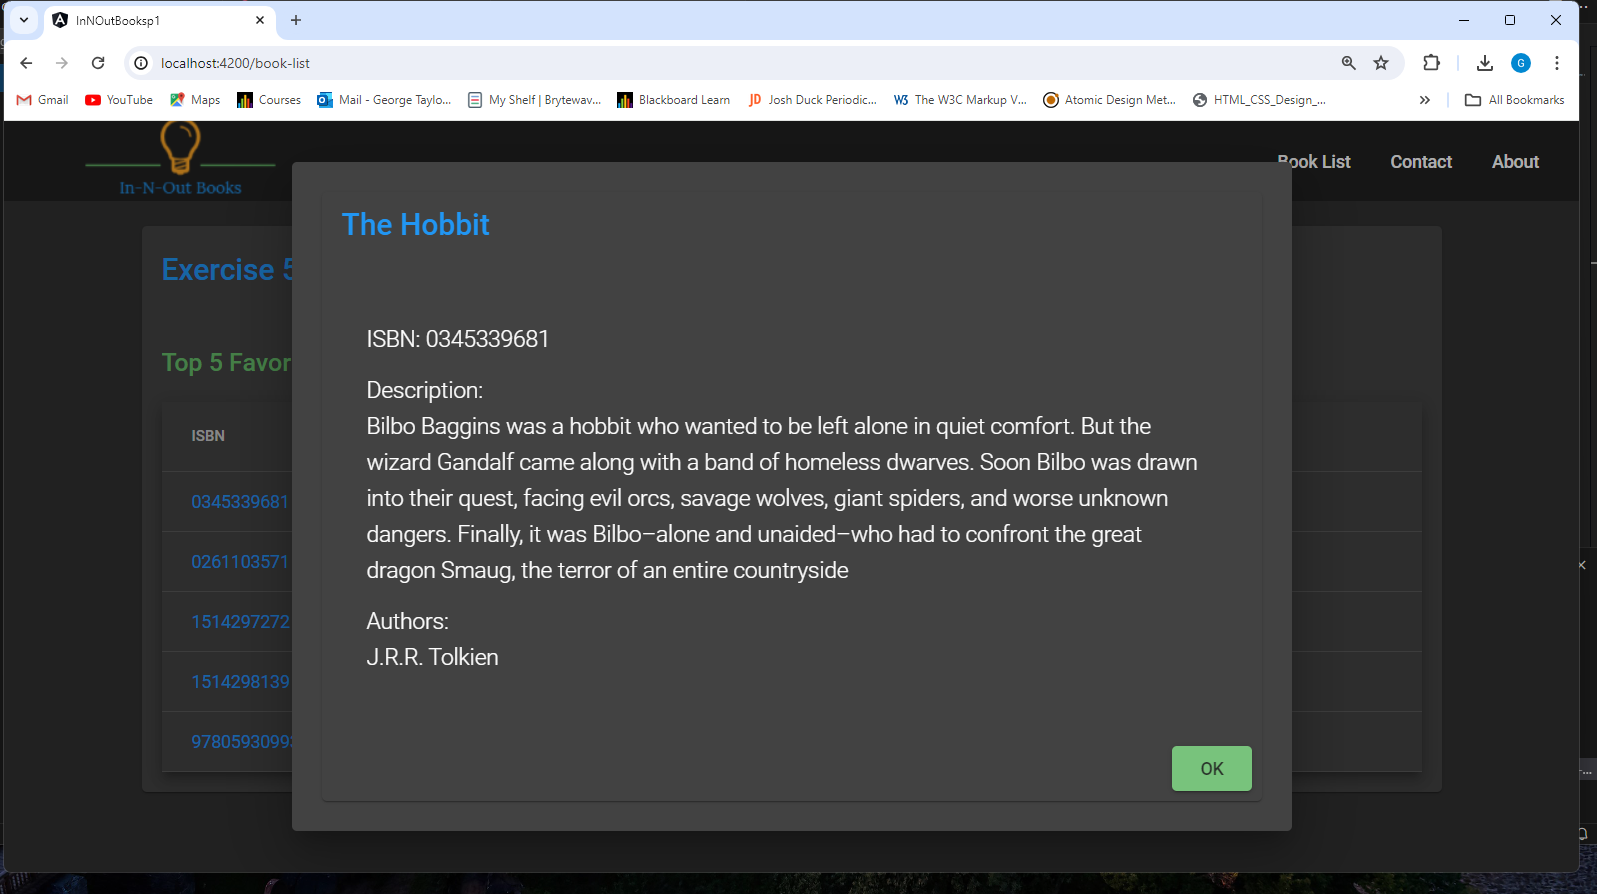 InNOutBooksp1
localhost:4200/book-list
G
Gmail
YouTube
Maps
Courses
Mail - George Taylo...
My Shelf | Brytewav...
Blackboard Learn
JD Josh Duck Periodic...
W3 The W3C Markup V...
Atomic Design Met...
HTML_CSS_Design_...
All Bookmarks
In-N-Out Books
Book List
Contact
About
The Hobbit
Exercise 5
ISBN: 0345339681
Top 5 Favor
Description:
Bilbo Baggins was a hobbit who wanted to be left alone in quiet comfort. But the
wizard Gandalf came along with a band of homeless dwarves. Soon Bilbo was drawn
into their quest, facing evil orcs, savage wolves, giant spiders, and worse unknown
dangers. Finally, it was Bilbo–alone and unaided–who had to confront the great
dragon Smaug, the terror of an entire countryside
Authors:
J.R.R. Tolkien
OK
ISBN
0345339681
0261103571
1514297272
1514298139
9780593099